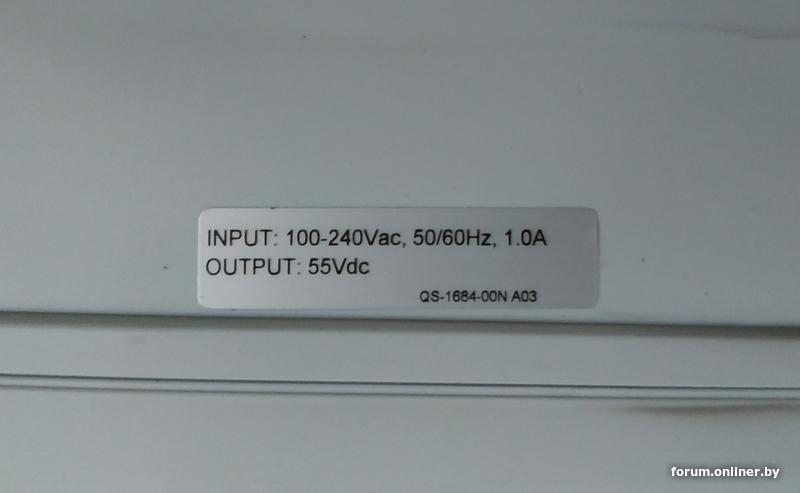 INPUT: 100-240Vac, 50/60Hz, 1.0A
OUTPUT: 55Vdc
QS-1684-00N A03
forum.onliner.by